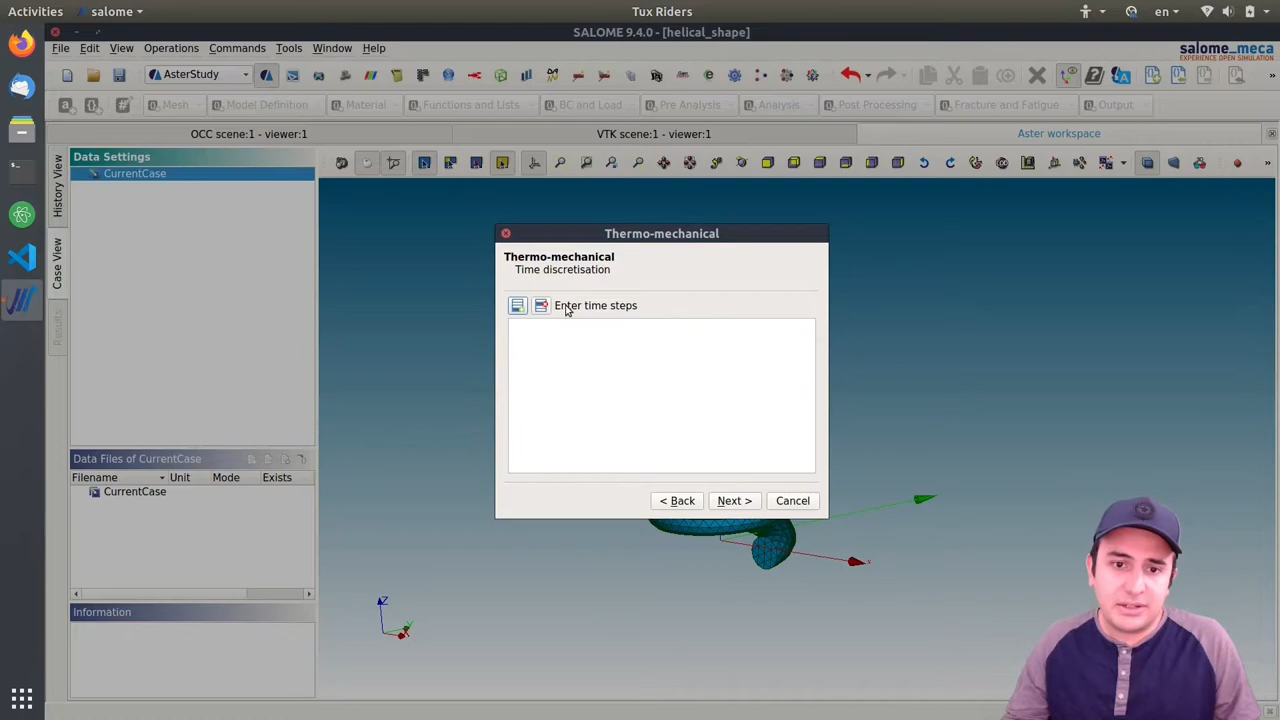 Activities
salome
Tux Riders
en
SALOME 9.4.0 - [helical_shape]
File Edit View Operations Commands Tools Window Help
salome_meca
EXPERIENCE OPEN SIMULATION
AsterStudy
Mesh
Model Definition
Material
Functions and Lists
BC and Load
Pre Analysis
Analysis
Post Processing
Fracture and Fatigue
Output
OCC scene:1 - viewer:1
VTK scene:1 - viewer:1
Aster workspace
Data Settings
CurrentCase
History View
Case View
Results
Thermo-mechanical
Thermo-mechanical
Time discretisation
Enter time steps
< Back
Next >
Cancel
Data Files of CurrentCase
Filename Unit Mode Exists
CurrentCase
Information
Z
Y
X
x